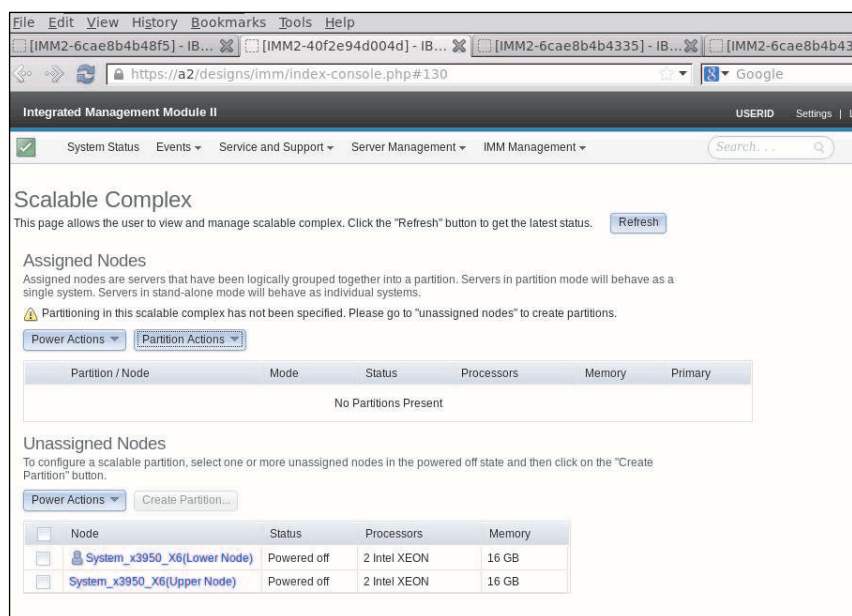 File Edit View History Bookmarks Tools Help
[IMM2-6cae8b4b48f5] - IB... [IMM2-40f2e94d004d] - IB... [IMM2-6cae8b4b4335] - IB... [IMM2-6cae8b4b43
https://a2/designs/imm/index-console.php#130 Google
Integrated Management Module II USERID Settings |
System Status Events Service and Support Server Management IMM Management Search. . .
Scalable Complex
This page allows the user to view and manage scalable complex. Click the "Refresh" button to get the latest status. Refresh
Assigned Nodes
Assigned nodes are servers that have been logically grouped together into a partition. Servers in partition mode will behave as a
single system. Servers in stand-alone mode will behave as individual systems.
Partitioning in this scalable complex has not been specified. Please go to "unassigned nodes" to create partitions.
Power Actions Partition Actions
Partition / Node Mode Status Processors Memory Primary
No Partitions Present
Unassigned Nodes
To configure a scalable partition, select one or more unassigned nodes in the powered off state and then click on the "Create
Partition" button.
Power Actions Create Partition...
Node Status Processors Memory
System_x3950_X6(Lower Node) Powered off 2 Intel XEON 16 GB
System_x3950_X6(Upper Node) Powered off 2 Intel XEON 16 GB